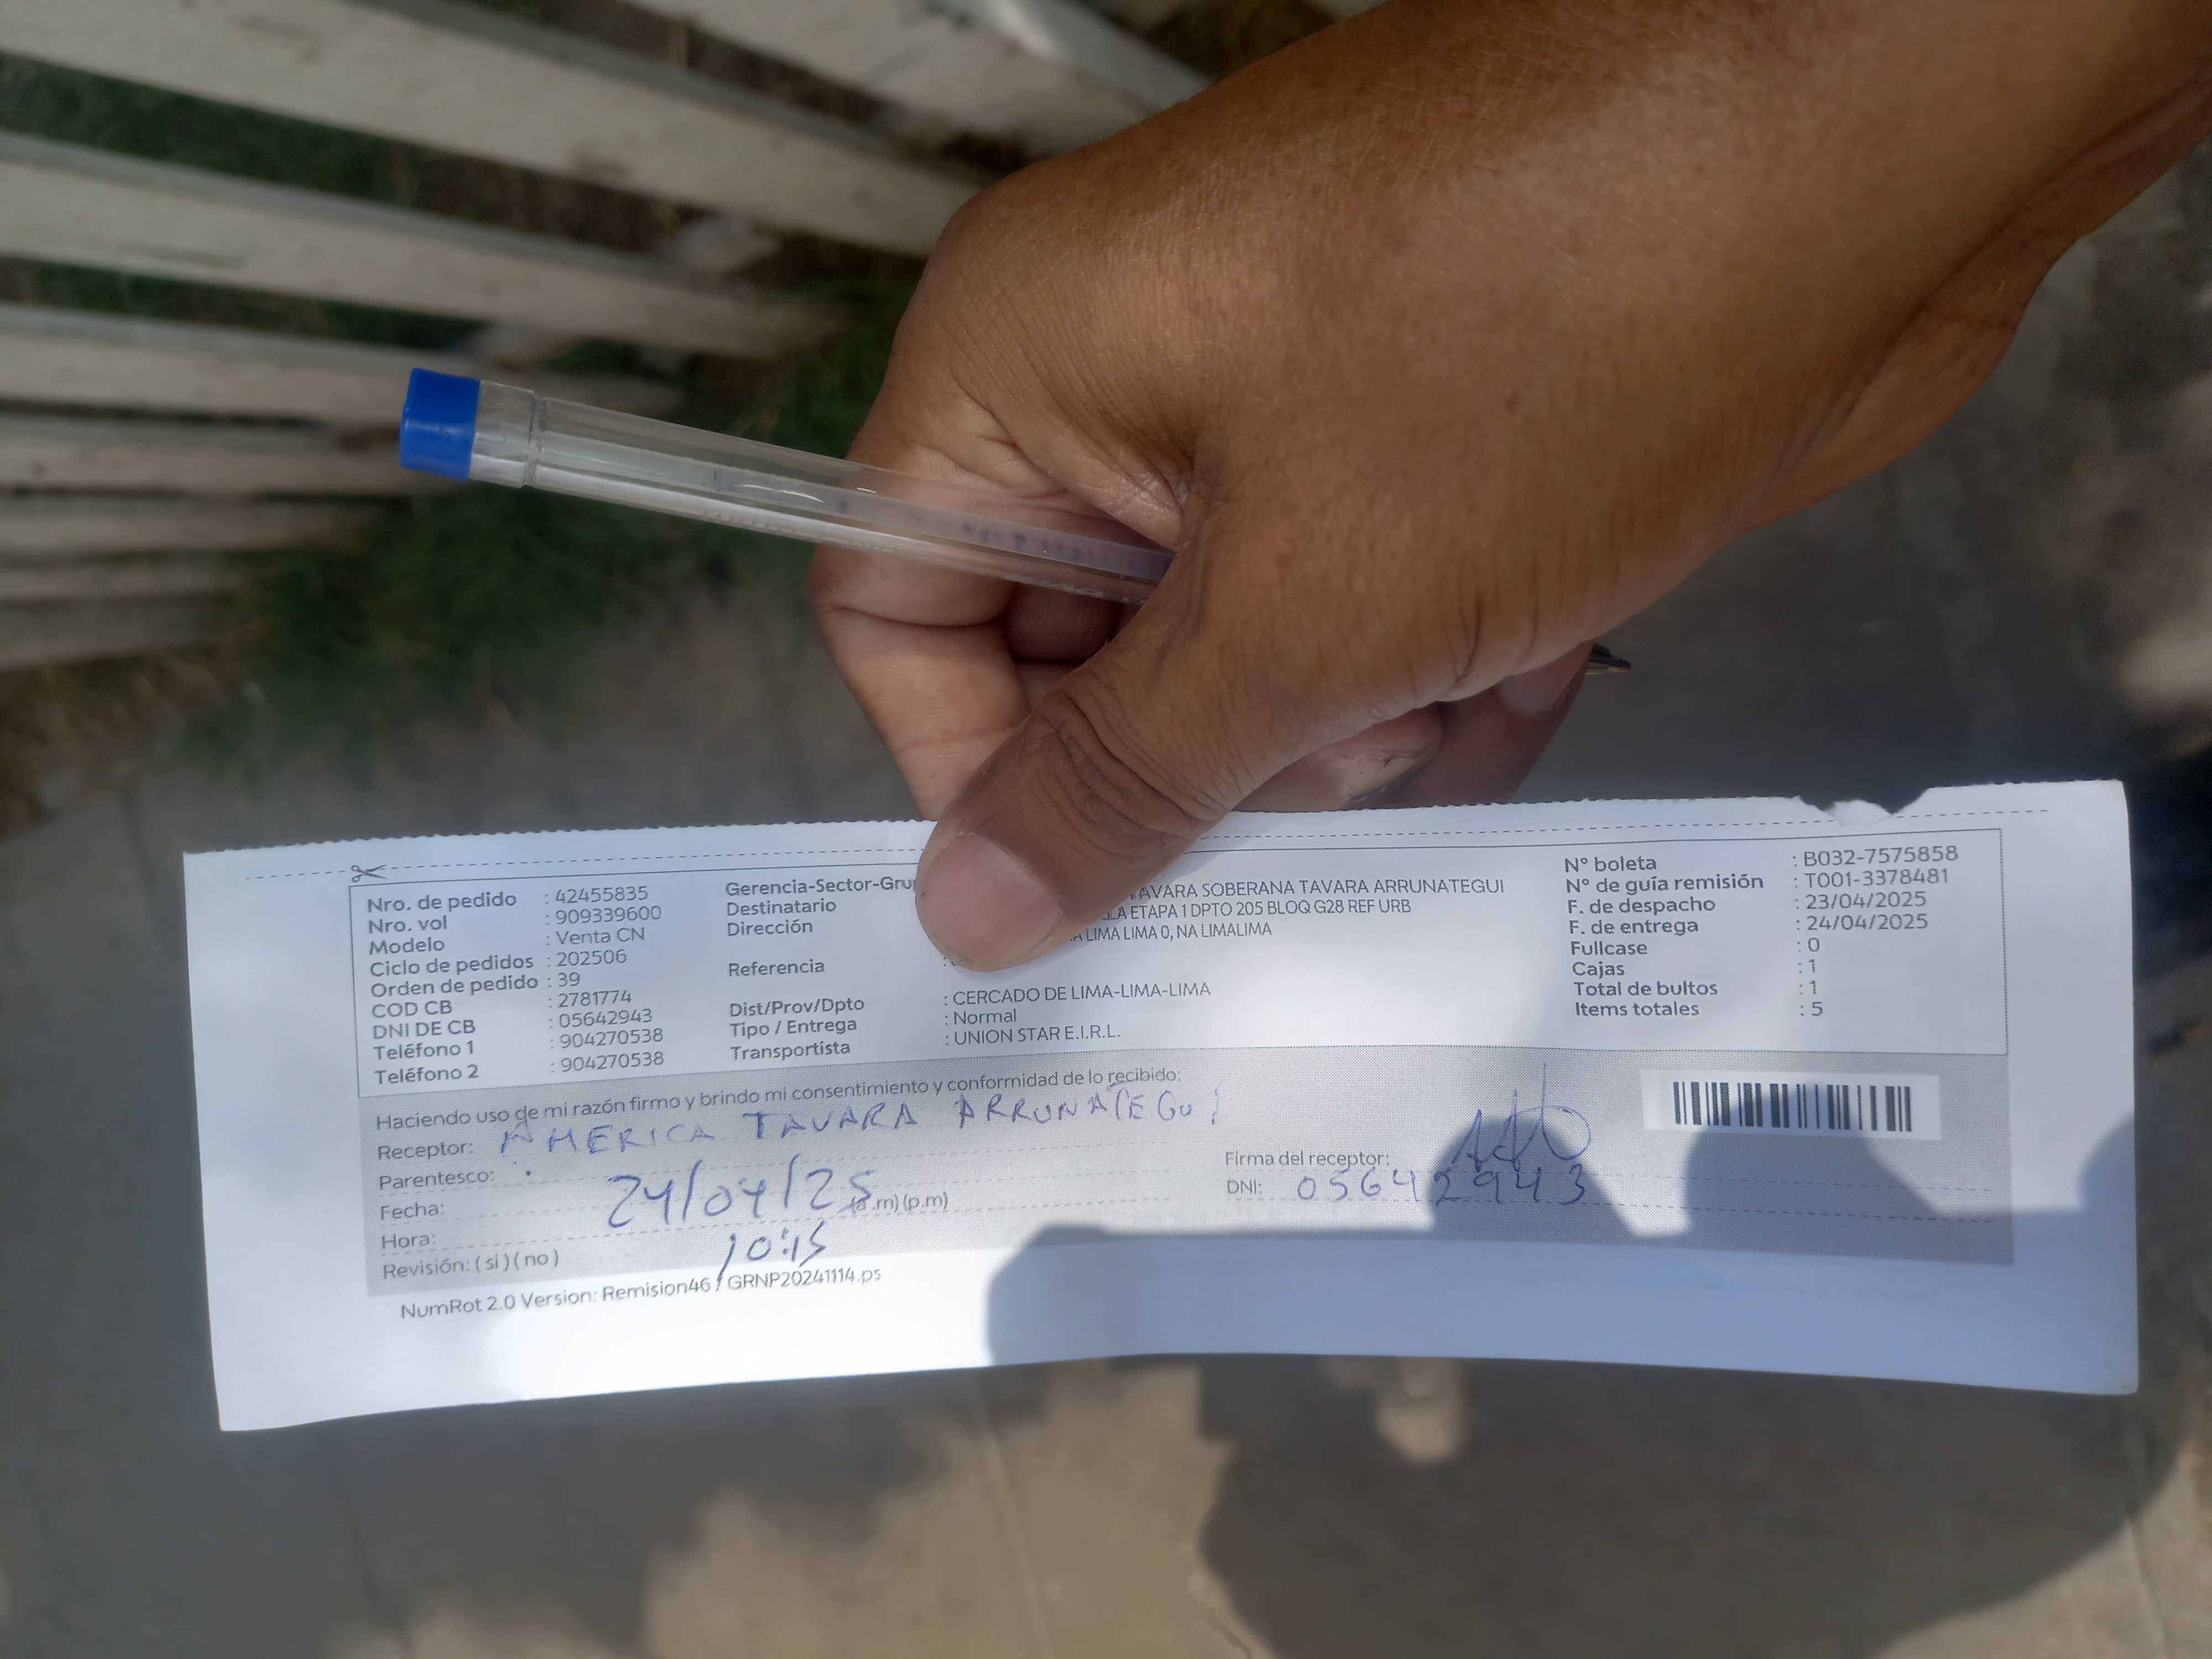 Nro. de pedido : 42455835
Nro. vol : 909339600
Modelo : Venta CN
Ciclo de pedidos : 202506
Orden de pedido : 39
COD CB : 2781774
DNI DE CB : 05642943
Teléfono 1 : 904270538
Teléfono 2 : 904270538
Gerencia-Sector-Gru
Destinatario TAVARA SOBERANA TAVARA ARRUNATEGUI
Dirección ETAPA 1 DPTO 205 BLOQ G28 REF URB
LIMA LIMA 0, NA LIMALIMA
Referencia :
Dist/Prov/Dpto : CERCADO DE LIMA-LIMA-LIMA
Tipo / Entrega : Normal
Transportista : UNION STAR E.I.R.L.
N° boleta : B032-7575858
N° de guía remisión : T001-3378481
F. de despacho : 23/04/2025
F. de entrega : 24/04/2025
Fullcase : 0
Cajas : 1
Total de bultos : 1
Items totales : 5
Haciendo uso de mi razón firmo y brindo mi consentimiento y conformidad de lo recibido:
Receptor: AMERICA TAVARA ARRUNATEGUI
Parentesco:
Fecha: 24/04/25
Hora: 10:15 (a.m) (p.m)
Revisión: ( si ) ( no )
Firma del receptor:
DNI: 05642943
NumRot 2.0 Version: Remision46 / GRNP20241114.ps